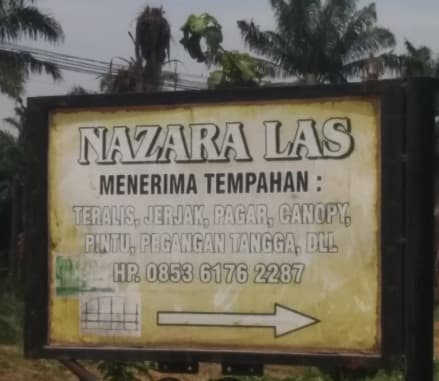 NAZARA LAS
MENERIMA TEMPAHAN :
TERALIS, JERJAK, PAGAR, CANOPY,
PINTU, PEGANGAN TANGGA, DLL
HP. 0853 6176 2287